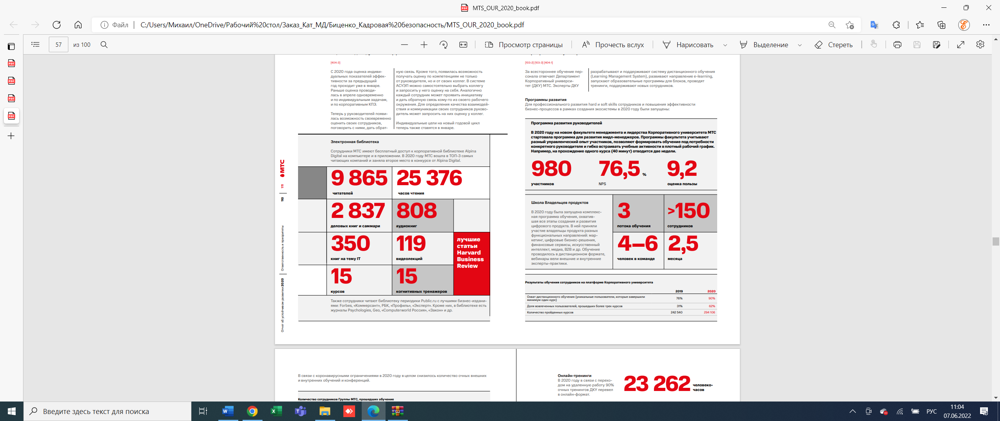 MTS_OUR_2020_book.pdf
Файл
C:/Users/Михаил/OneDrive/Рабочий%20стол/Заказ_Кат_МД/Биценко_Кадровая%20безопасность/MTS_OUR_2020_book.pdf
57 из 100
Просмотр страницы
Прочесть вслух
Нарисовать
Выделение
Стереть
[404-3]
С 2020 года оценка индиви-
дуальных показателей эффек-
тивности за предыдущий
год проходит уже в январе.
Раньше оценка проводи-
лась в апреле одновременно
и по индивидуальным задачам,
и по корпоративным КПЭ.
Теперь у руководителей появи-
лась возможность своевременно
оценить своих сотрудников,
поговорить с ними, дать обрат-
ную связь. Кроме того, появилась возможность
получать оценку по компетенциям не только
от руководителя, но и от своих коллег. В системе
АСУЭП можно самостоятельно выбрать коллегу
и запросить у него оценку на себя. Аналогично
каждый сотрудник может проявить инициативу
и дать обратную связь кому-то из своего рабочего
окружения. Для определения качества взаимодей-
ствия и коммуникации своих сотрудников руково-
дитель может запросить на них оценку у коллег.
Индивидуальные цели на новый годовой цикл
теперь также ставятся в январе.
Электронная библиотека
Сотрудники МТС имеют бесплатный доступ к корпоративной библиотеке Alpina
Digital на компьютере и в приложении. В 2020 году МТС вошла в ТОП-3 самых
читающих компаний и заняла второе место в конкурсе от Alpina Digital.
9 865
читателей
25 376
часов чтения
2 837
деловых книг и саммари
808
аудиокниг
350
книг на тему IT
119
видеолекций
15
курсов
15
когнитивных тренажеров
лучшие
статьи
Harvard
Business
Review
Также сотрудники читают библиотеку периодики Public.ru с лучшими бизнес-издани-
ями: Forbes, «Коммерсант», РБК, «Профиль», «Эксперт». Кроме них, в библиотеке есть
журналы Psychologies, Geo, «Computerworld Россия», «Закон» и др.
МТС
111
110
Ответственность и приоритеты
Отчет об устойчивом развитии 2020
[103-2] [103-3] [404-1]
За всестороннее обучение пер-
сонала отвечает Департамент
Корпоративный универси-
тет (ДКУ) МТС. Эксперты ДКУ
разрабатывают и поддерживают систему дистанционного обучения
(Learning Management System), развивают направление e-learning,
запускают образовательные программы для блоков, проводят
тренинги, поддерживают новых сотрудников.
Программы развития
Для профессионального развития hard и soft skills сотрудников и повышения эффективности
бизнес-процессов в рамках создания экосистемы в 2020 году были запущены:
Программа развития руководителей
В 2020 году на новом факультете менеджмента и лидерства Корпоративного университета МТС
стартовала программа для развития мидл-менеджеров. Программы факультета учитывают
разный управленческий опыт участников, позволяют формировать обучение под потребности
конкретного руководителя и гибко встраивать учебные активности в плотный рабочий график.
Например, на прохождение одного курса (40 минут) отводится две недели.
980
участников
76,5 %
NPS
9,2
оценка пользы
Школа Владельцев продуктов
В 2020 году была запущена комплекс-
ная программа обучения, охватив-
шая все этапы создания и развития
цифрового продукта. В ней приняли
участие владельцы продукта разных
функциональных направлений: мар-
кетинг, цифровые бизнес-решения,
финансовые сервисы, искусственный
интеллект, медиа, B2B и др. Обучение
проводилось в дистанционном формате,
вебинары вели внешние и внутренние
эксперты-практики.
3
потока обучения
>150
сотрудников
4—6
человек в команде
2,5
месяца
Результаты обучения сотрудников на платформе Корпоративного университета
2019 2020
Охват дистанционного обучения (уникальные пользователи, которые завершили
минимум один курс) 76% 90%
Доля вовлеченных пользователей, прошедших более трех курсов 31% 62%
Количество пройденных курсов 242 540 294 106
В связи с коронавирусными ограничениями в 2020 году в целом снизилось количество очных внешних
и внутренних обучений и конференций.
Количество сотрудников Группы МТС, прошедших обучение
Онлайн-тренинги
В 2020 году в связи с перехо-
дом на удаленную работу 90%
очных тренингов ДКУ перевел
в онлайн-формат.
23 262
человеко-
часов
Введите здесь текст для поиска
РУС
11:04
07.06.2022